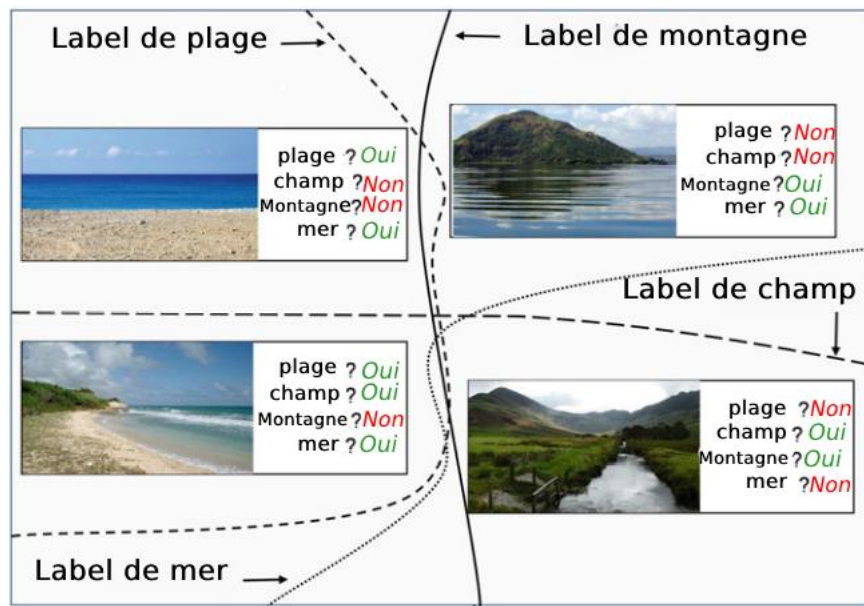 Label de plage
Label de montagne
plage ? Oui
champ ? Non
Montagne ? Non
mer ? Oui
plage ? Non
champ ? Non
Montagne ? Oui
mer ? Oui
Label de champ
plage ? Oui
champ ? Oui
Montagne ? Non
mer ? Oui
plage ? Non
champ ? Oui
Montagne ? Oui
mer ? Non
Label de mer